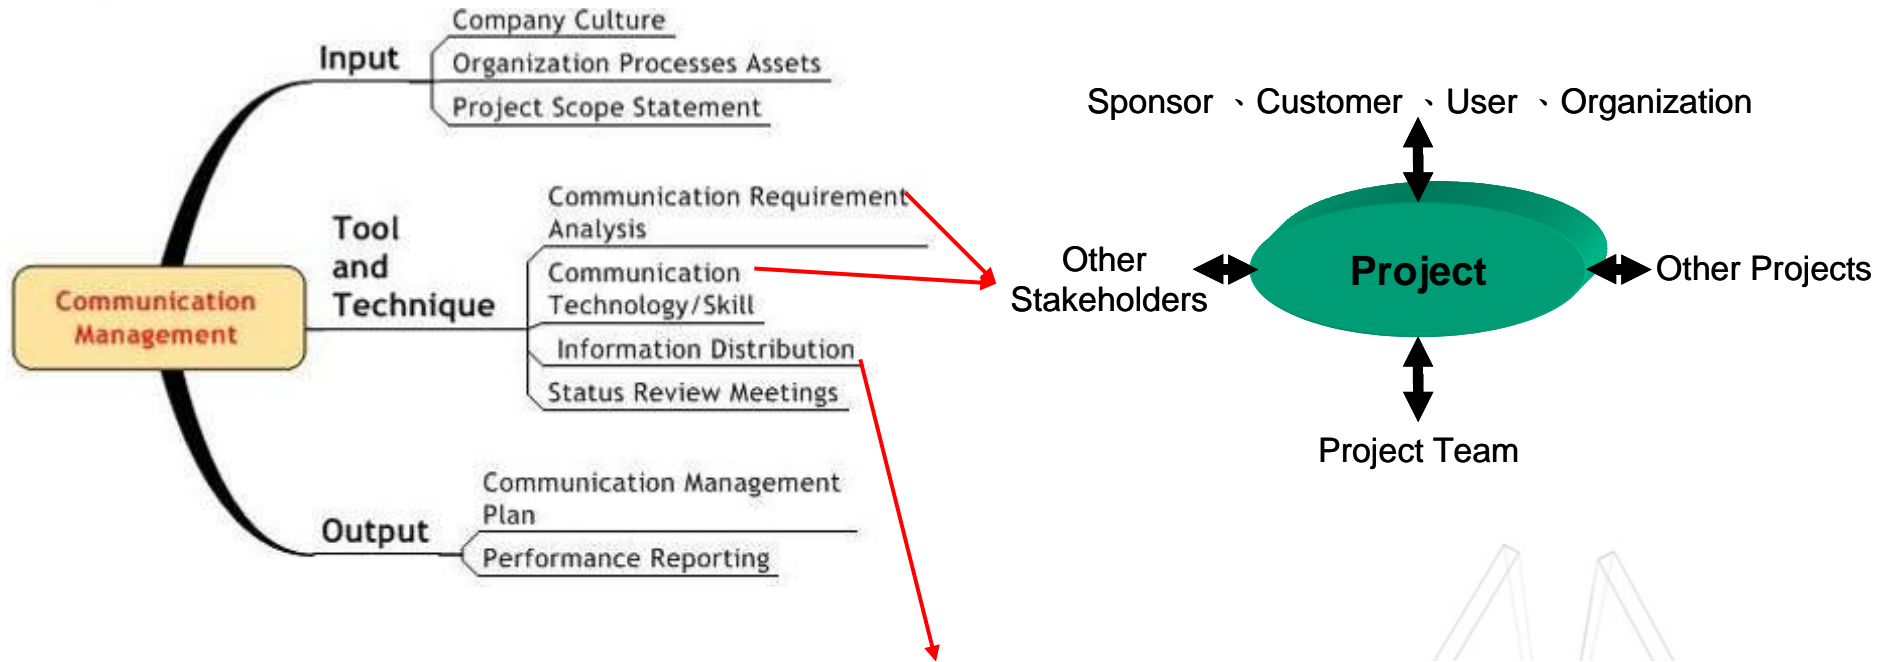 Company Culture
Input
Organization Processes Assets
Project Scope Statement
Communication Requirement
Analysis
Tool
and
Technique
Communication
Technology/Skill
Information Distribution
Status Review Meetings
Communication
Management
Communication Management
Plan
Output
Performance Reporting
Sponsor 、Customer 、User 、Organization
Other
Stakeholders
Project
Other Projects
Project Team